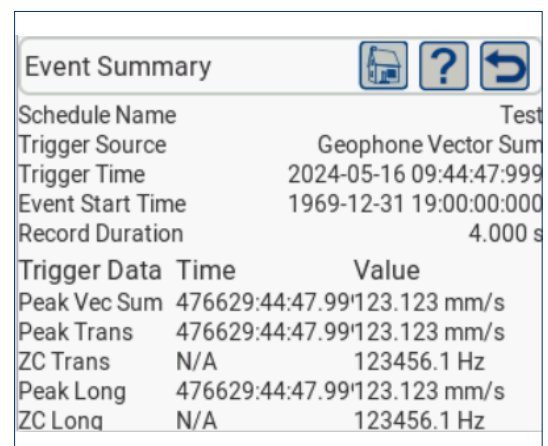 Event Summary ?
Schedule Name Test
Trigger Source Geophone Vector Sum
Trigger Time 2024-05-16 09:44:47:999
Event Start Time 1969-12-31 19:00:00:000
Record Duration 4.000 s
Trigger Data Time Value
Peak Vec Sum 476629:44:47.99 123.123 mm/s
Peak Trans 476629:44:47.99 123.123 mm/s
ZC Trans N/A 123456.1 Hz
Peak Long 476629:44:47.99 123.123 mm/s
ZC Long N/A 123456.1 Hz